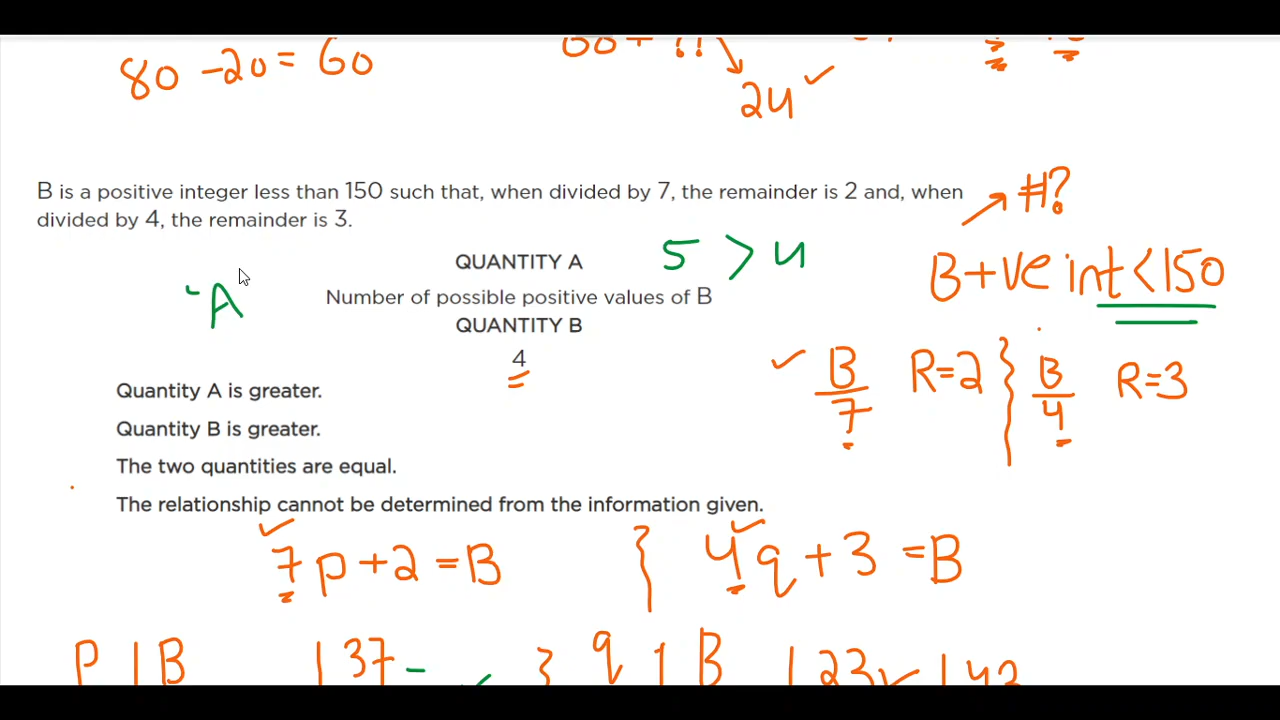 80 - 20 = 60
24 ✓
B is a positive integer less than 150 such that, when divided by 7, the remainder is 2 and, when
divided by 4, the remainder is 3.
#?
QUANTITY A
5 > 4
B +ve int < 150
A
Number of possible positive values of B
QUANTITY B
4
✓ B/7 R=2 } B/4 R=3
Quantity A is greater.
Quantity B is greater.
The two quantities are equal.
The relationship cannot be determined from the information given.
7p + 2 = B } 4q + 3 = B
P | B | 37 } q | B | 23 ✓ |